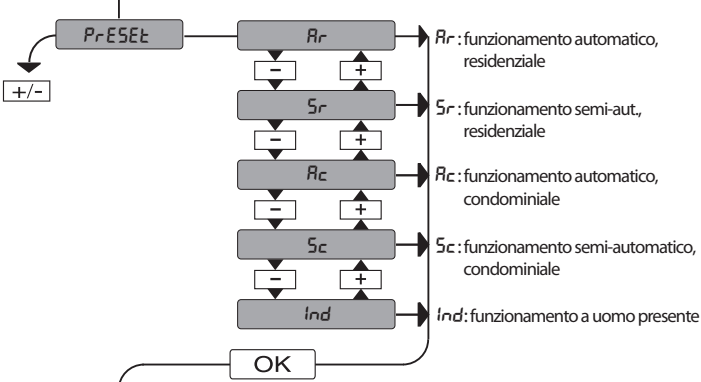 PrESEt
Ar
Ar: funzionamento automatico,
residenziale
- +
+/-
Sr
Sr: funzionamento semi-aut.,
residenziale
- +
Ac
Ac: funzionamento automatico,
condominiale
- +
Sc
Sc: funzionamento semi-automatico,
condominiale
- +
Ind
Ind: funzionamento a uomo presente
OK